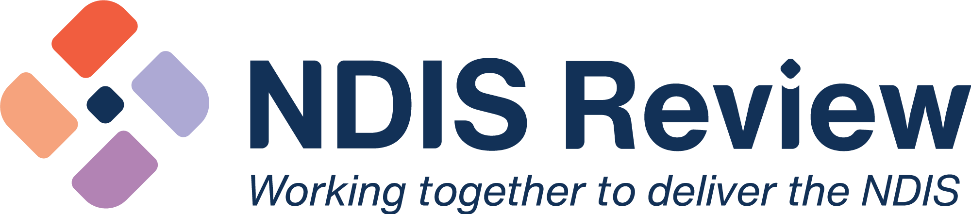 NDIS Review
Working together to deliver the NDIS